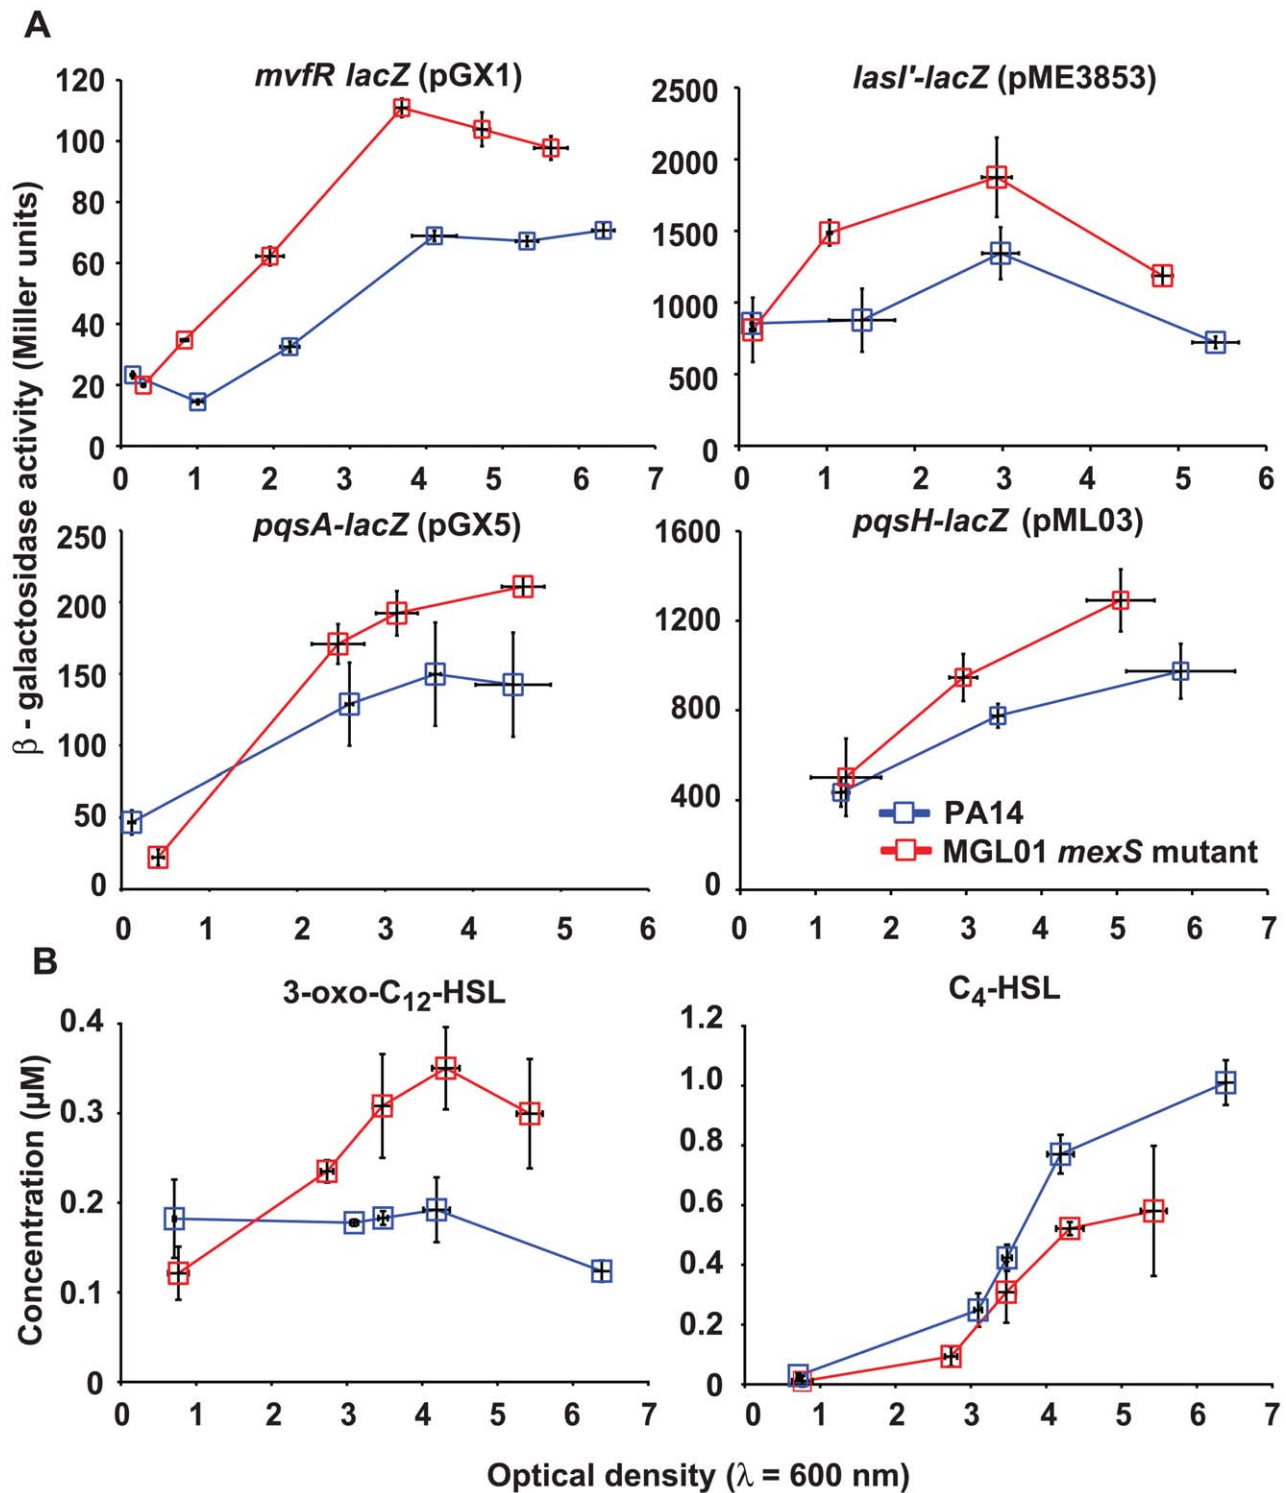 A
mvfR lacZ (pGX1)
120
100
80
60
40
20
0
0 1 2 3 4 5 6 7
lasI'-lacZ (pME3853)
2500
2000
1500
1000
500
0
0 1 2 3 4 5 6
β - galactosidase activity (Miller units)
pqsA-lacZ (pGX5)
250
200
150
100
50
0
0 1 2 3 4 5 6
pqsH-lacZ (pML03)
1600
1200
800
400
0
PA14
MGL01 mexS mutant
0 1 2 3 4 5 6 7
B
3-oxo-C12-HSL
0.4
0.3
0.2
0.1
0
0 1 2 3 4 5 6 7
C4-HSL
1.2
1.0
0.8
0.6
0.4
0.2
0
0 1 2 3 4 5 6 7
Concentration (µM)
Optical density (λ = 600 nm)